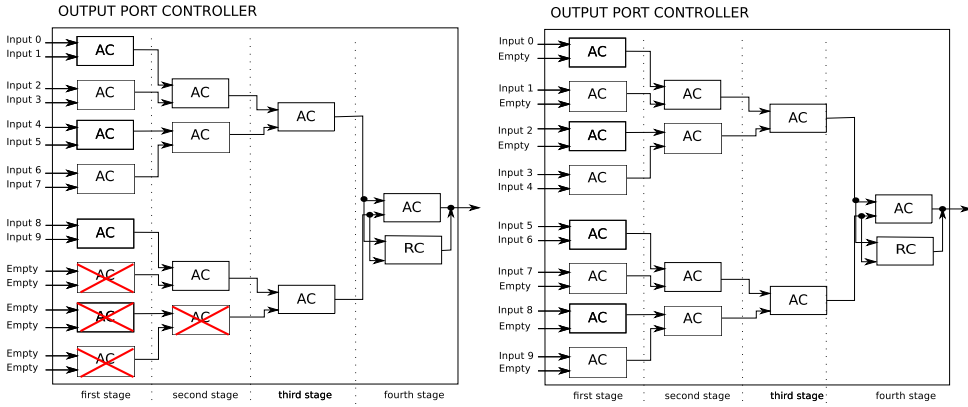 OUTPUT PORT CONTROLLER
Input 0
Input 1
AC
Input 2
Input 3
AC
AC
Input 4
Input 5
AC
AC
AC
Input 6
Input 7
AC
AC
Input 8
Input 9
AC
RC
Empty
Empty
AC
AC
Empty
Empty
AC
AC
AC
Empty
Empty
AC
first stage
second stage
third stage
fourth stage
OUTPUT PORT CONTROLLER
Input 0
Empty
AC
Input 1
Empty
AC
AC
Input 2
Empty
AC
AC
AC
Input 3
Input 4
AC
AC
Input 5
Input 6
AC
RC
Input 7
Empty
AC
AC
Input 8
Empty
AC
AC
AC
Input 9
Empty
AC
first stage
second stage
third stage
fourth stage